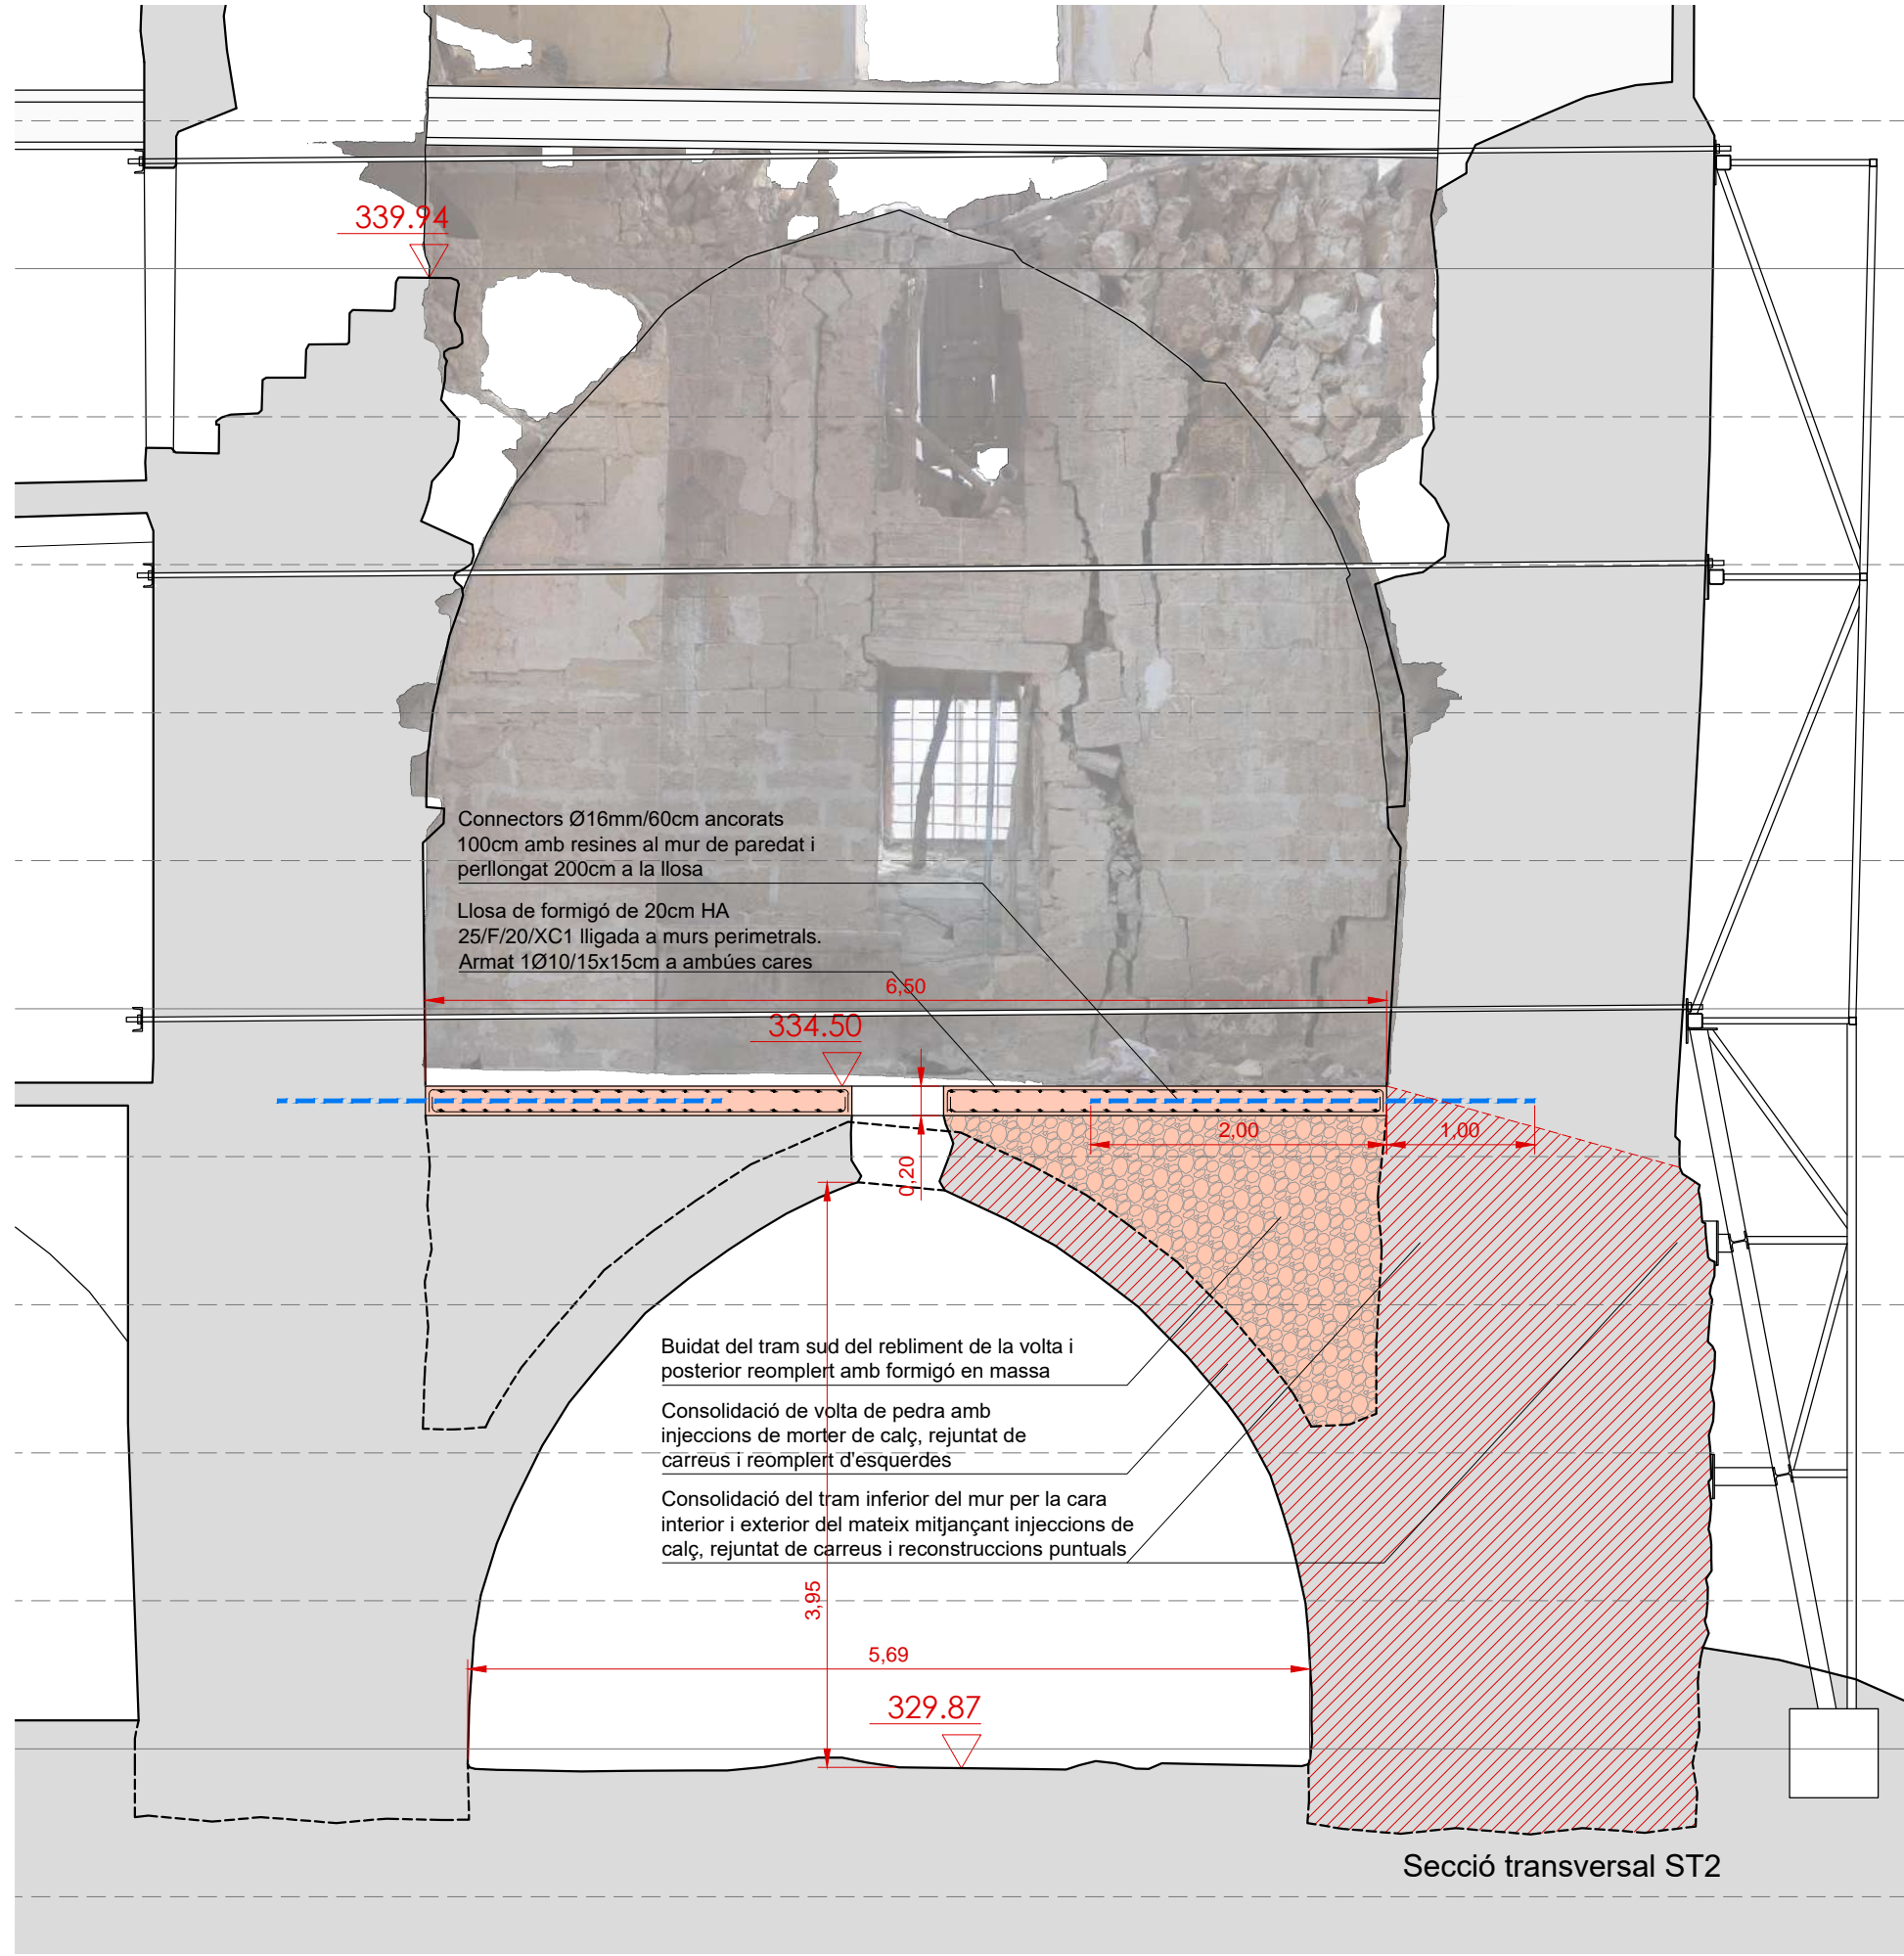 339.94
Connectors Ø16mm/60cm ancorats
100cm amb resines al mur de paredat i
perllongat 200cm a la llosa
Llosa de formigó de 20cm HA
25/F/20/XC1 lligada a murs perimetrals.
Armat 1Ø10/15x15cm a ambúes cares
6,50
334.50
2,00
1,00
0,20
Buidat del tram sud del rebliment de la volta i
posterior reomplert amb formigó en massa
Consolidació de volta de pedra amb
injeccions de morter de calç, rejuntat de
carreus i reomplert d'esquerdes
Consolidació del tram inferior del mur per la cara
interior i exterior del mateix mitjançant injeccions de
calç, rejuntat de carreus i reconstruccions puntuals
3,95
5,69
329.87
Secció transversal ST2